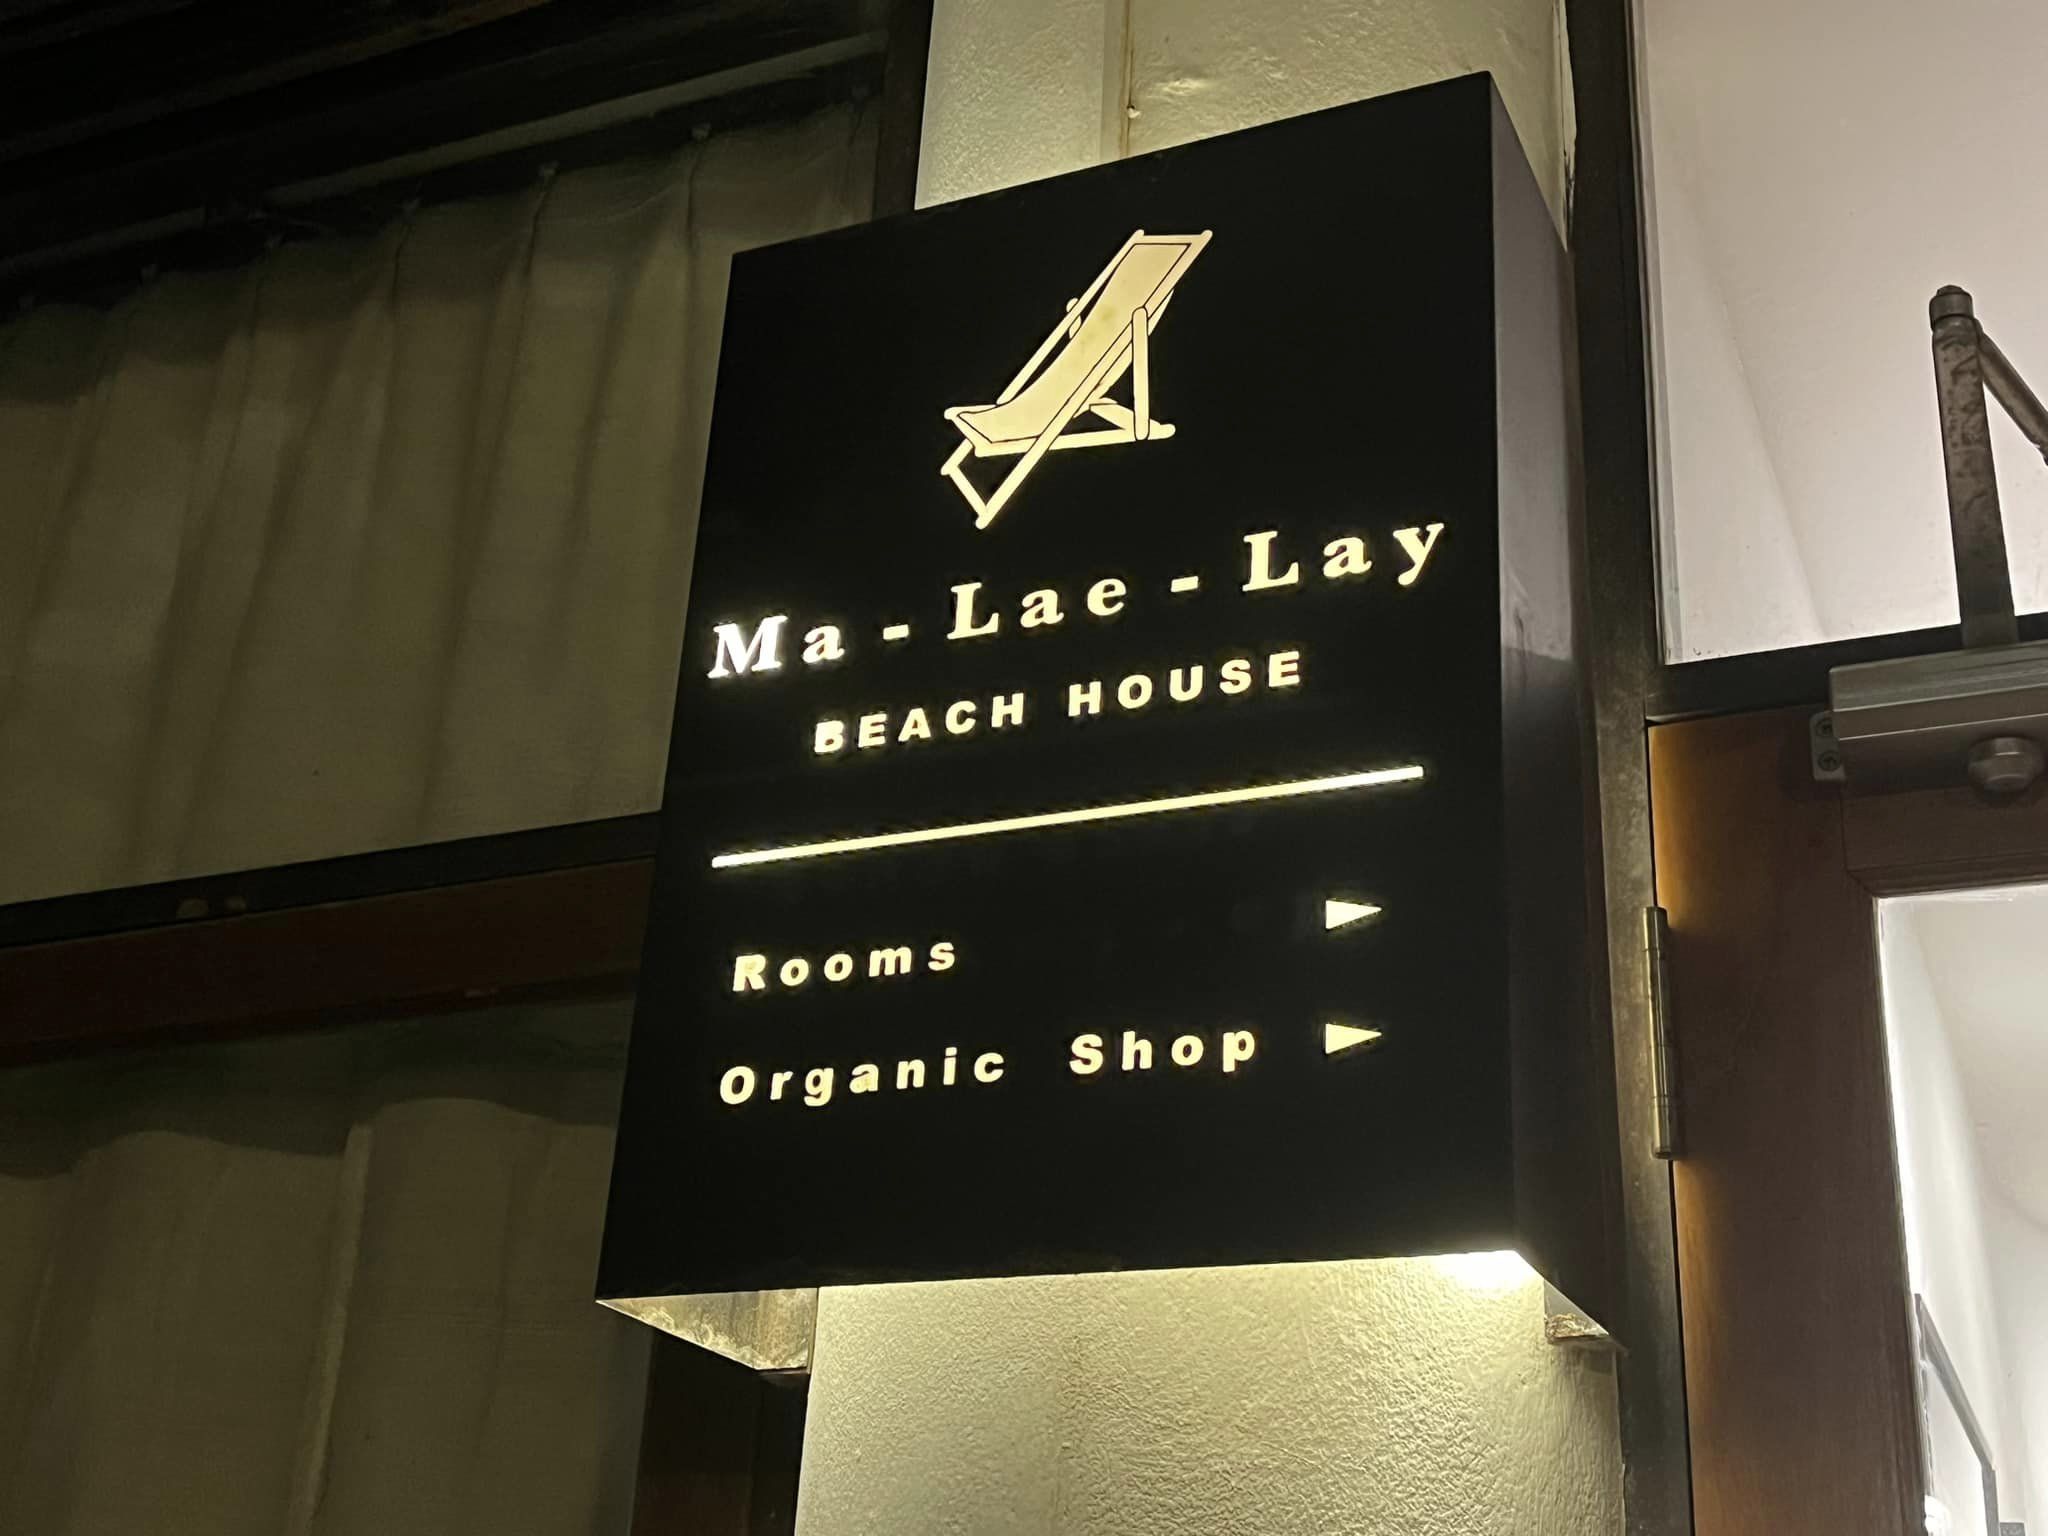 Ma-Lae-Lay
BEACH HOUSE
Rooms
Organic Shop